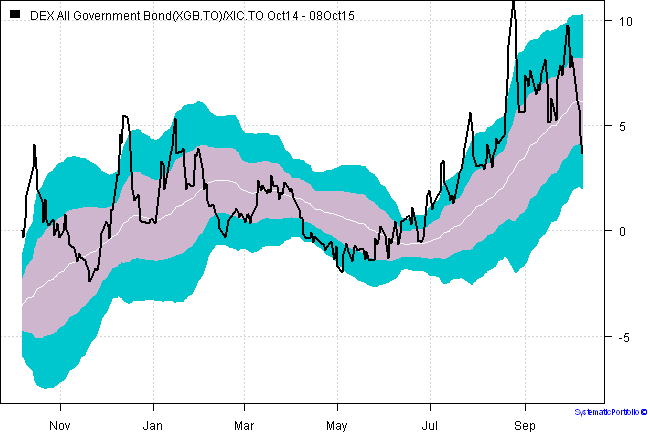 DEX All Government Bond(XGB.TO)/XIC.TO Oct14 - 08Oct15
10
5
0
-5
Nov Jan Mar May Jul Sep
SystematicPortfolio ©